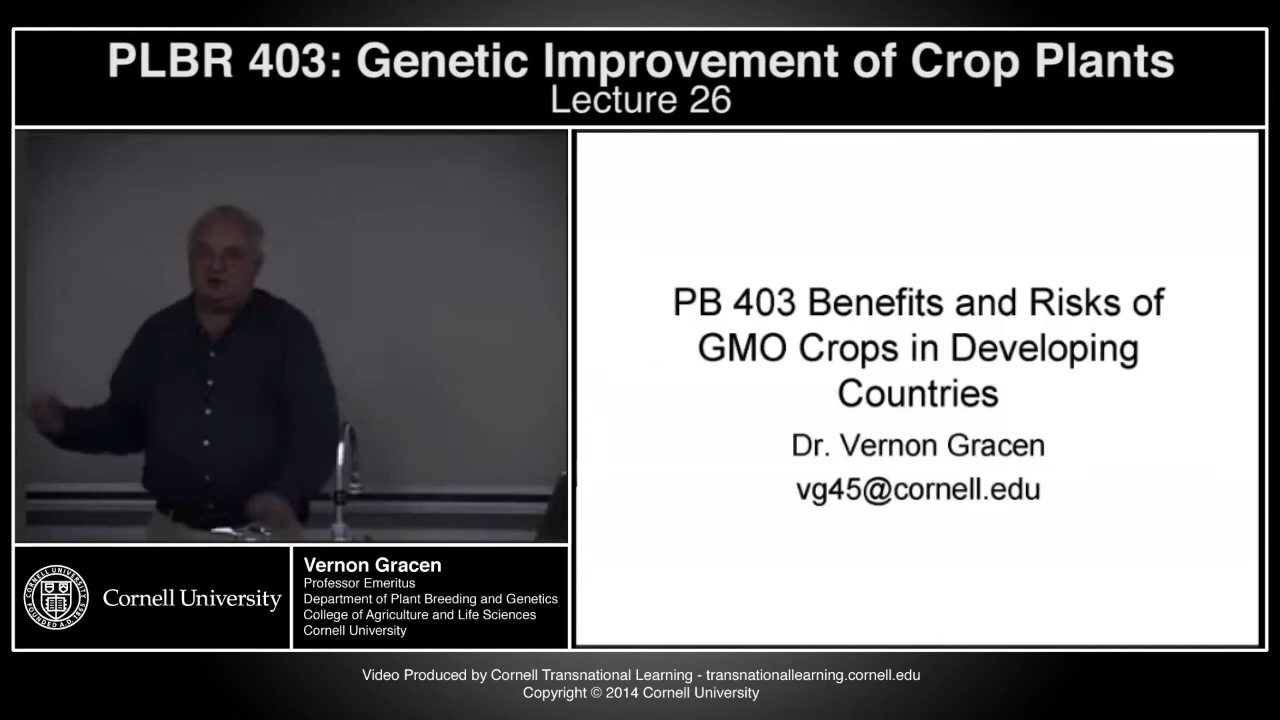 PLBR 403: Genetic Improvement of Crop Plants
Lecture 26
PB 403 Benefits and Risks of
GMO Crops in Developing
Countries
Dr. Vernon Gracen
vg45@cornell.edu
Cornell University
Vernon Gracen
Professor Emeritus
Department of Plant Breeding and Genetics
College of Agriculture and Life Sciences
Cornell University
Video Produced by Cornell Transnational Learning - transnationallearning.cornell.edu
Copyright © 2014 Cornell University